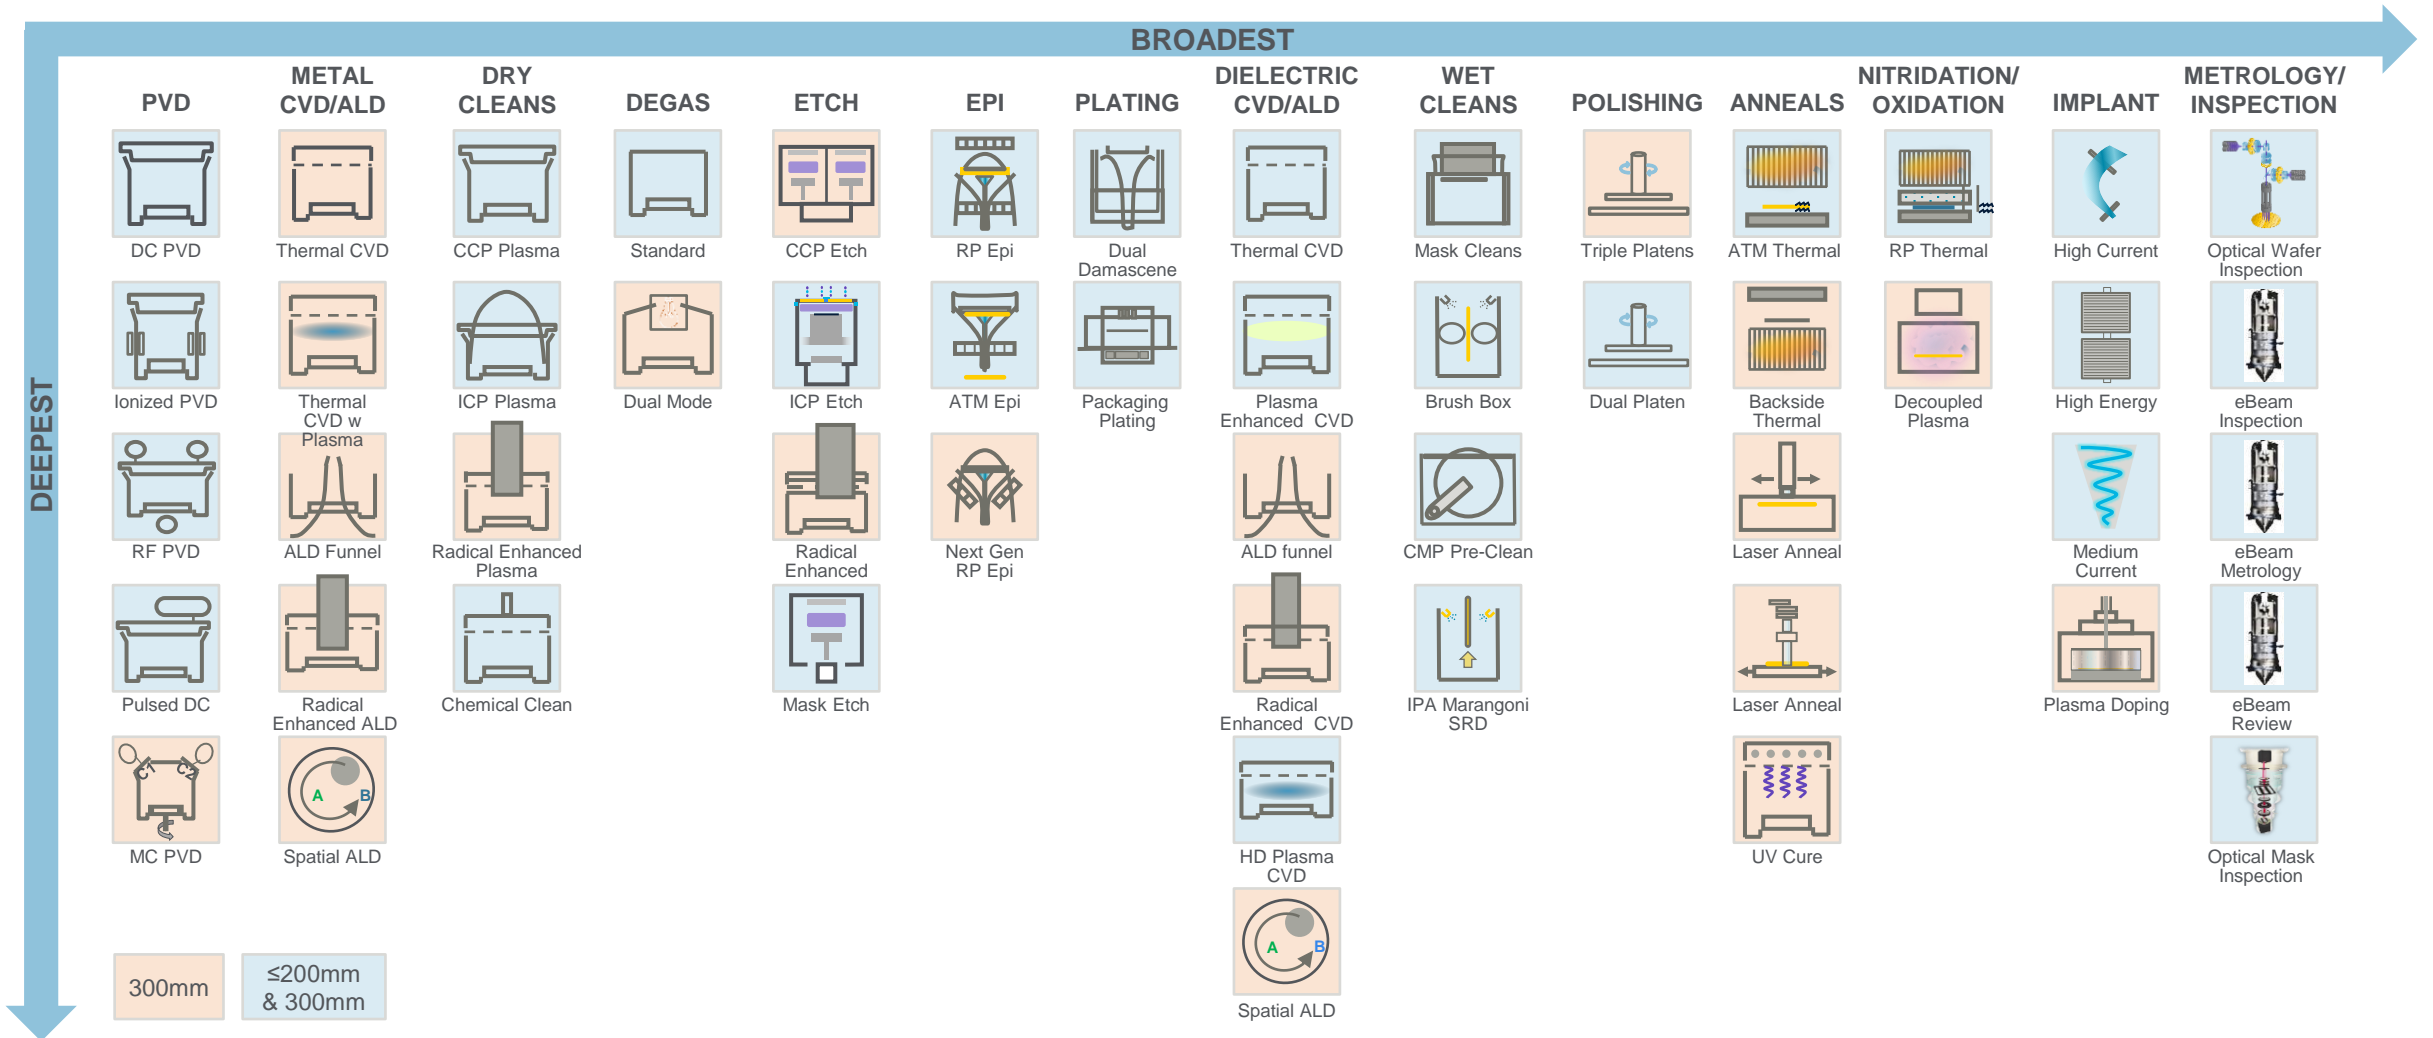 BROADEST
DEEPEST
PVD
DC PVD
Ionized PVD
RF PVD
Pulsed DC
C1
C2
MC PVD
METAL
CVD/ALD
Thermal CVD
Thermal
CVD w
Plasma
ALD Funnel
Radical
Enhanced ALD
A
B
Spatial ALD
DRY
CLEANS
CCP Plasma
ICP Plasma
Radical Enhanced
Plasma
Chemical Clean
DEGAS
Standard
Dual Mode
ETCH
CCP Etch
ICP Etch
Radical
Enhanced
Mask Etch
EPI
RP Epi
ATM Epi
Next Gen
RP Epi
PLATING
Dual
Damascene
Packaging
Plating
DIELECTRIC
CVD/ALD
Thermal CVD
Plasma
Enhanced CVD
ALD funnel
Radical
Enhanced CVD
HD Plasma
CVD
A
B
Spatial ALD
WET
CLEANS
Mask Cleans
Brush Box
CMP Pre-Clean
IPA Marangoni
SRD
POLISHING
Triple Platens
Dual Platen
ANNEALS
ATM Thermal
Backside
Thermal
Laser Anneal
Laser Anneal
UV Cure
NITRIDATION/
OXIDATION
RP Thermal
Decoupled
Plasma
IMPLANT
High Current
High Energy
Medium
Current
Plasma Doping
METROLOGY/
INSPECTION
Optical Wafer
Inspection
eBeam
Inspection
eBeam
Metrology
eBeam
Review
Optical Mask
Inspection
300mm
≤200mm
& 300mm